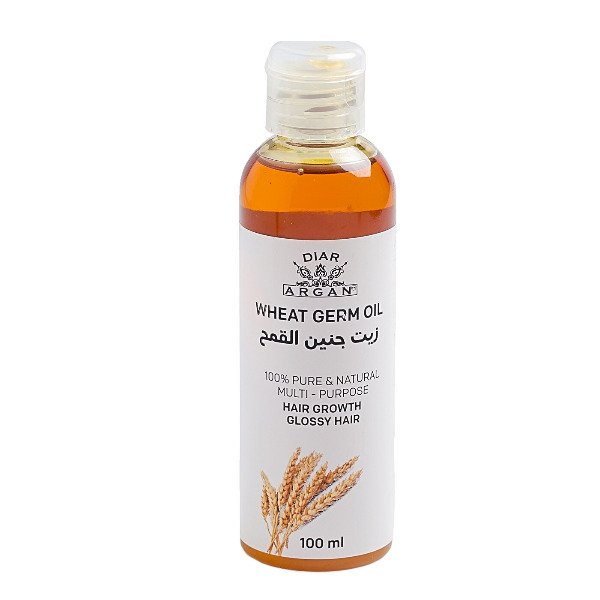 DIAR
ARGAN
WHEAT GERM OIL
زيت جنين القمح
100% PURE & NATURAL
MULTI - PURPOSE
HAIR GROWTH
GLOSSY HAIR
100 ml